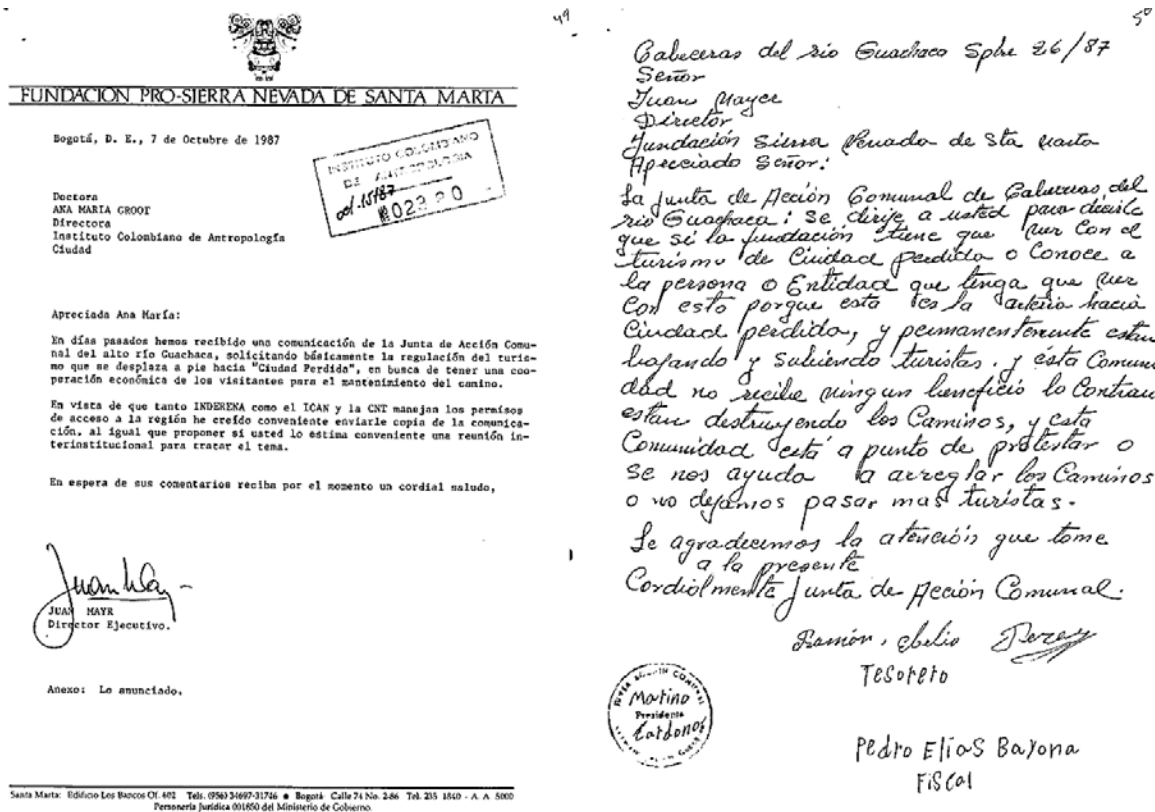 49
FUNDACION PRO-SIERRA NEVADA DE SANTA MARTA
Bogotá, D. E., 7 de Octubre de 1987
INSTITUTO COLOMBIANO
DE ANTROPOLOGIA
oct.15/87
Doctora
ANA MARIA GROOT
Directora
Instituto Colombiano de Antropología
Ciudad
Apreciada Ana María:
En días pasados hemos recibido una comunicación de la Junta de Acción Comu-
nal del alto río Guachaca, solicitando básicamente la regulación del turis-
mo que se desplaza a pie hacia "Ciudad Perdida", en busca de tener una coo-
peración económica de los visitantes para el mantenimiento del camino.
En vista de que tanto INDERENA como el ICAN y la CNT manejan los permisos
de acceso a la región he creído conveniente enviarle copia de la comunica-
ción, al igual que proponer si usted lo estima conveniente una reunión in-
terinstitucional para tratar el tema.
En espera de sus comentarios reciba por el momento un cordial saludo,
JUAN MAYR
Director Ejecutivo.
Anexo: Lo anunciado.
Santa Marta: Edificio Los Bancos Of. 602 Tels. (956) 34697-31746 ● Bogotá Calle 74 No. 2-86 Tel. 235 1840 - A. A. 5000
Personería Jurídica 001850 del Ministerio de Gobierno.
50
Cabeceras del rio Guachaca Spbre 26/87
Señor
Juan Mayer
Director
Fundación Sierra Nevada de Sta Marta
Apreciado Señor:
La junta de Acción Comunal de Cabeceras del
rio Guachaca: Se dirije a usted para decirle
que si la fundación tiene que ver con el
turismo de Ciudad perdida o Conoce a
la persona o Entidad que tenga que ver
Con esto porque esta es la arteria hacia
Ciudad perdida, y permanentemente estan
bajando y subiendo turistas. y ésta Comuni
dad no recibe ningun beneficio lo Contrar
estan destruyendo los Caminos, y esta
Comunidad está a punto de protestar o
se nos ayuda a arreglar los Caminos
o no dejamos pasar mas turistas.
Le agradecemos la atención que tome
a la presente
Cordialmente Junta de Acción Comunal.
Ramón, Abelio Perez
Tesorero
JUNTA ACCION COMUNAL
Martino
Presidente
Cardona
Pedro Elias Bayona
Fiscal